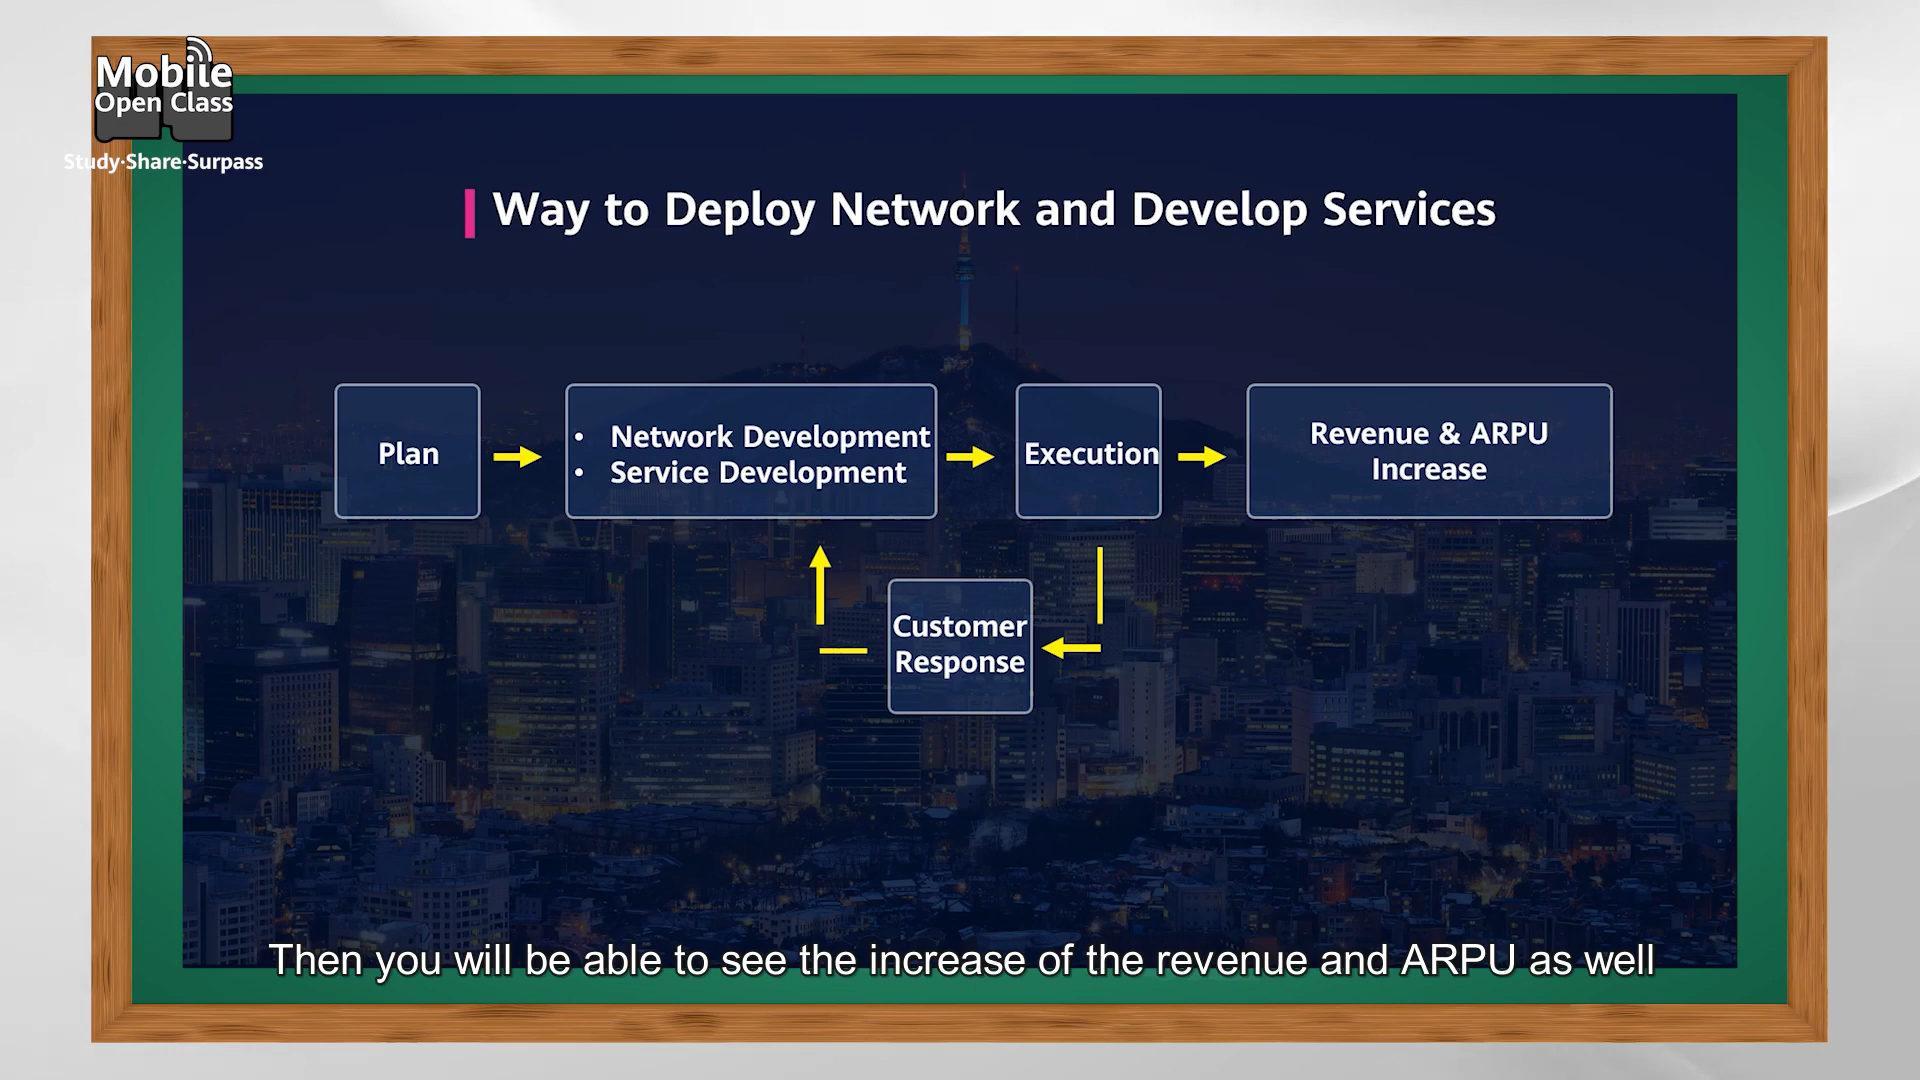 Mobile
Open Class
Study·Share·Surpass
Way to Deploy Network and Develop Services
Plan
• Network Development
• Service Development
Execution
Revenue & ARPU
Increase
Customer
Response
Then you will be able to see the increase of the revenue and ARPU as well